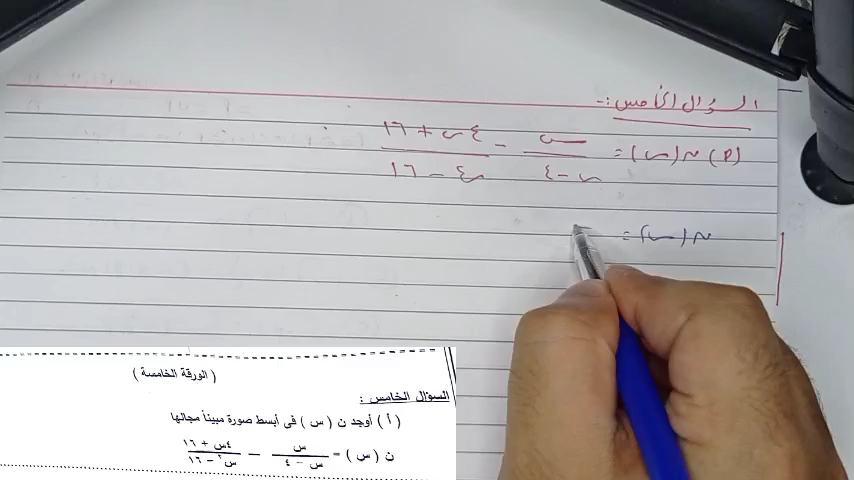 السؤال الخامس :-
(أ) ن(س) = س / س - ٤ - ٤س + ١٦ / س٢ - ١٦
ن(س) =
( الورقة الخامسة )
السؤال الخامس :
( أ ) أوجد ن ( س ) فى أبسط صورة مبيناً مجالها
ن ( س ) = س / س - ٤ - ٤س + ١٦ / س٢ - ١٦